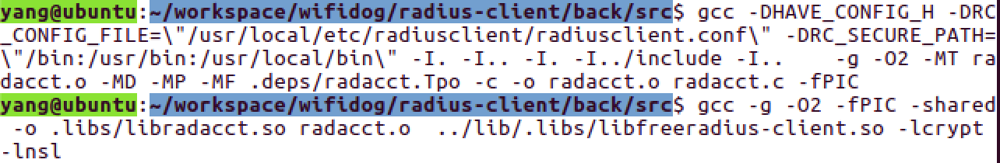 yang@ubuntu:~/workspace/wifidog/radius-client/back/src$ gcc -DHAVE_CONFIG_H -DRC
_CONFIG_FILE=\"/usr/local/etc/radiusclient/radiusclient.conf\" -DRC_SECURE_PATH=
\"/bin:/usr/bin:/usr/local/bin\" -I. -I.. -I. -I../include -I..    -g -O2 -MT ra
dacct.o -MD -MP -MF .deps/radacct.Tpo -c -o radacct.o radacct.c -fPIC
yang@ubuntu:~/workspace/wifidog/radius-client/back/src$ gcc -g -O2 -fPIC -shared
 -o .libs/libradacct.so radacct.o  ../lib/.libs/libfreeradius-client.so -lcrypt
-lnsl